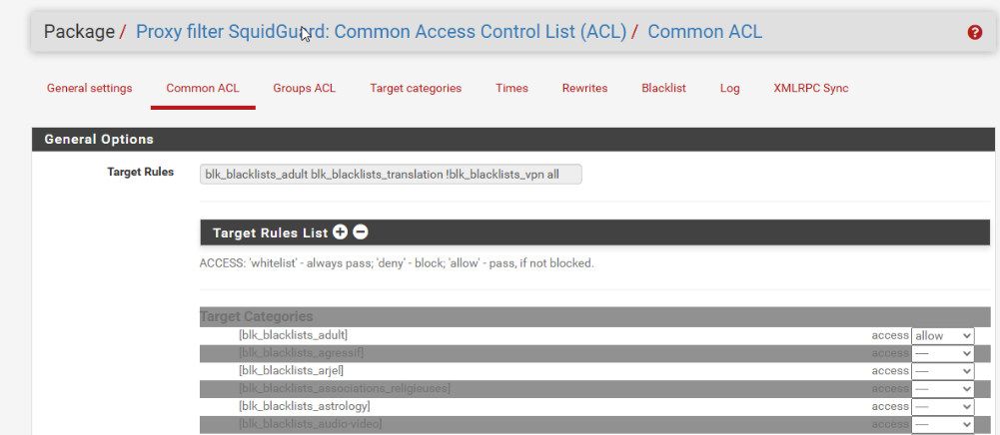 Package / Proxy filter SquidGuard: Common Access Control List (ACL) / Common ACL
General settings Common ACL Groups ACL Target categories Times Rewrites Blacklist Log XMLRPC Sync
General Options
Target Rules blk_blacklists_adult blk_blacklists_translation !blk_blacklists_vpn all
Target Rules List
ACCESS: 'whitelist' - always pass; 'deny' - block; 'allow' - pass, if not blocked.
Target Categories
[blk_blacklists_adult] access allow
[blk_blacklists_agressif] access ----
[blk_blacklists_arjel] access ----
[blk_blacklists_associations_religieuses] access ----
[blk_blacklists_astrology] access ----
[blk_blacklists_audio-video] access ----